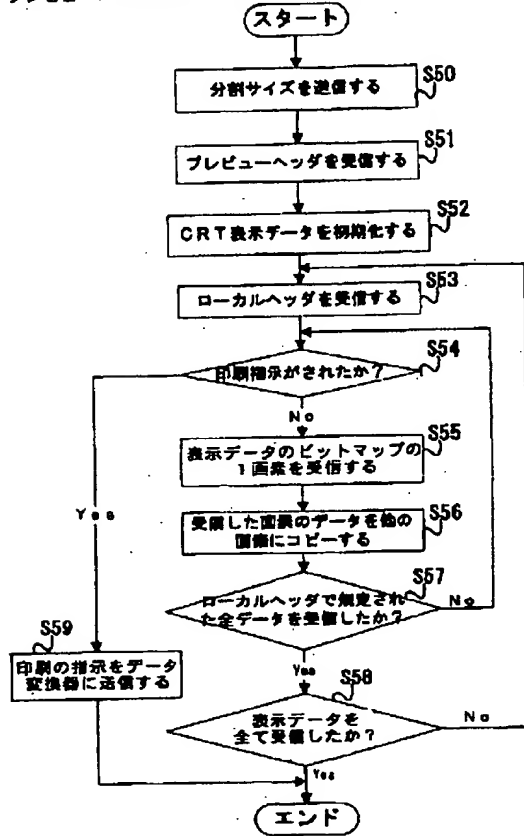 スタート
分割サイズを送信する
S50
プレビューヘッダを受信する
S51
CRT表示データを初期化する
S52
ローカルヘッダを受信する
S53
印刷指示がされたか?
S54
No
Yes
表示データのビットマップの
1画素を受信する
S55
受信した画素のデータを他の
画素にコピーする
S56
ローカルヘッダで規定され
た全データを受信したか?
S57
No
Yes
S59
印刷の指示をデータ
変換器に送信する
S58
表示データを
全て受信したか?
No
Yes
エンド